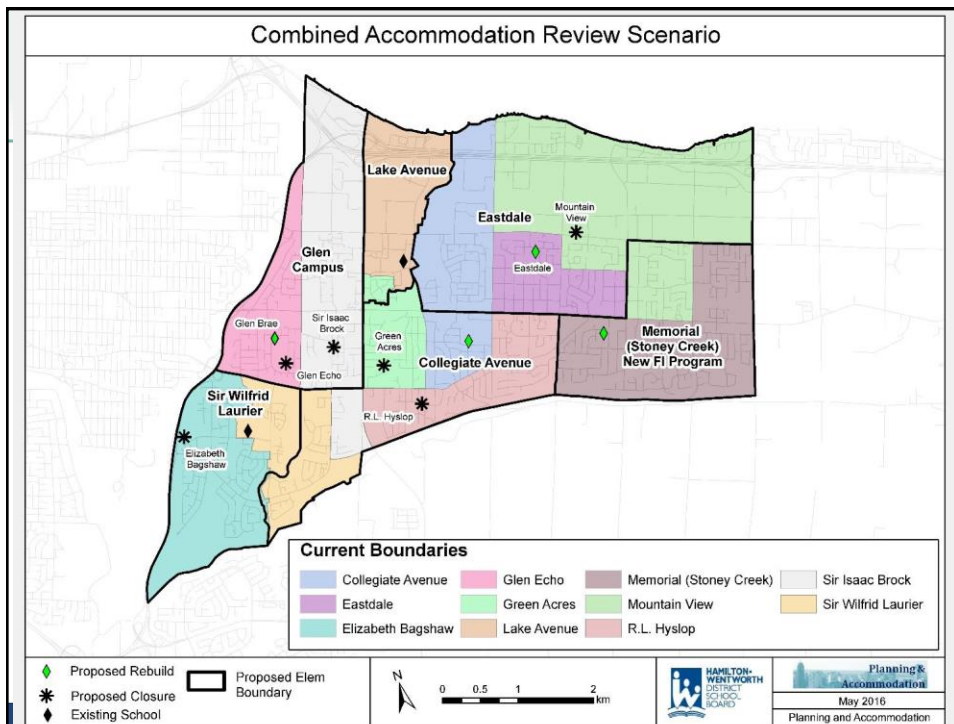 Combined Accommodation Review Scenario
Lake Avenue
Eastdale
Mountain
View
Eastdale
Glen
Campus
Sir Isaac
Brock
Glen Brae
Glen Echo
Green
Acres
Collegiate Avenue
Memorial
(Stoney Creek)
New FI Program
Sir Wilfrid
Laurier
R.L. Hyslop
Elizabeth
Bagshaw
Current Boundaries
Collegiate Avenue
Glen Echo
Memorial (Stoney Creek)
Sir Isaac Brock
Eastdale
Green Acres
Mountain View
Sir Wilfrid Laurier
Elizabeth Bagshaw
Lake Avenue
R.L. Hyslop
Proposed Rebuild
Proposed Closure
Existing School
Proposed Elem
Boundary
N
0 0.5 1 2
km
HAMILTON-
WENTWORTH
DISTRICT
SCHOOL
BOARD
Planning &
Accommodation
May 2016
Planning and Accommodation